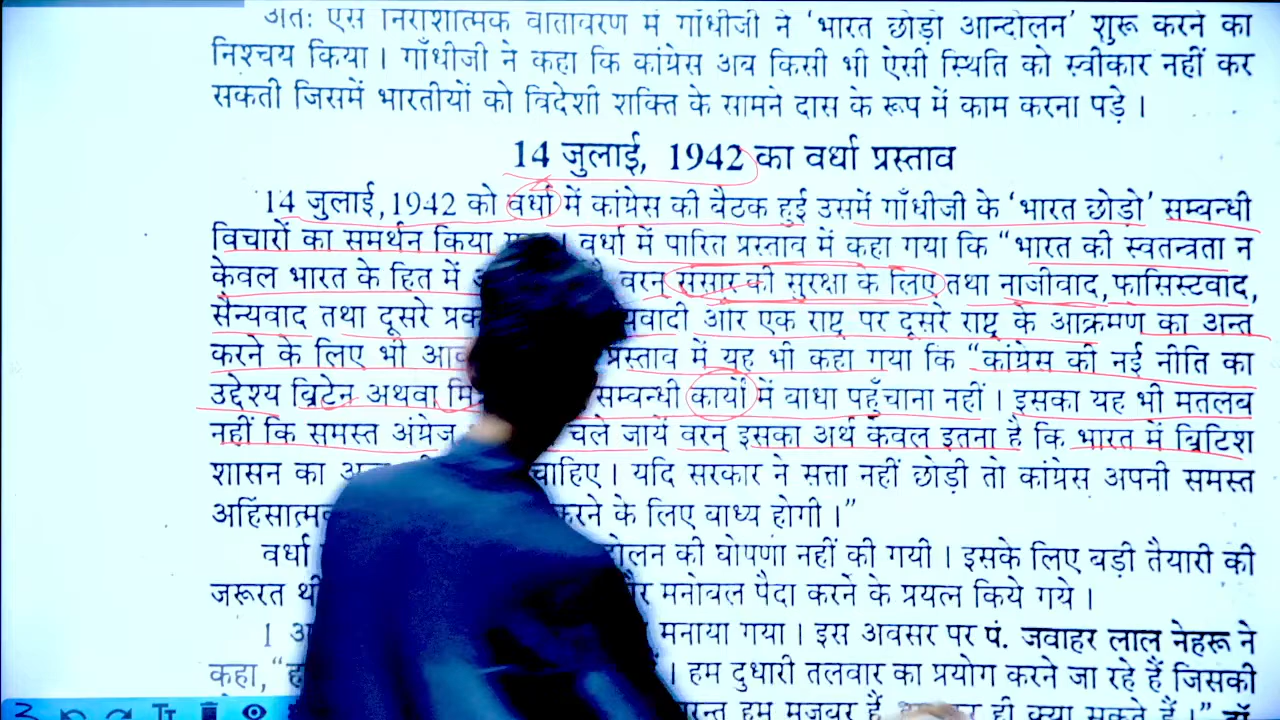 अतः एस निराशात्मक वातावरण में गाँधीजी ने ‘भारत छोड़ो आन्दोलन’ शुरू करने का
निश्चय किया । गाँधीजी ने कहा कि कांग्रेस अब किसी भी ऐसी स्थिति को स्वीकार नहीं कर
सकती जिसमें भारतीयों को विदेशी शक्ति के सामने दास के रूप में काम करना पड़े ।
14 जुलाई, 1942 का वर्धा प्रस्ताव
14 जुलाई,1942 को वर्धा में कांग्रेस की बैठक हुई उसमें गाँधीजी के ‘भारत छोड़ो’ सम्बन्धी
विचारों का समर्थन किया । वर्धा में पारित प्रस्ताव में कहा गया कि “भारत की स्वतन्त्रता न
केवल भारत के हित में वरन् संसार की सुरक्षा के लिए तथा नाजीवाद, फासिस्टवाद,
सैन्यवाद तथा दूसरे और एक राष्ट्र पर दूसरे राष्ट्र के आक्रमण का अन्त
करने के लिए भी प्रस्ताव में यह भी कहा गया कि “कांग्रेस की नई नीति का
उद्देश्य ब्रिटेन अथवा सम्बन्धी कार्यों में बाधा पहुँचाना नहीं । इसका यह भी मतलब
नहीं कि समस्त अंग्रेज चले जायें वरन् इसका अर्थ केवल इतना है कि भारत में ब्रिटिश
शासन का चाहिए । यदि सरकार ने सत्ता नहीं छोड़ी तो कांग्रेस अपनी समस्त
करने के लिए बाध्य होगी ।”
वर्धा की घोषणा नहीं की गयी । इसके लिए बड़ी तैयारी की
जरूरत मनोबल पैदा करने के प्रयत्न किये गये ।
1 मनाया गया । इस अवसर पर पं. जवाहर लाल नेहरू ने
कहा, “ । हम दुधारी तलवार का प्रयोग करने जा रहे हैं जिसकी
हम मजबूर हैं, ही क्या सकते हैं ।”